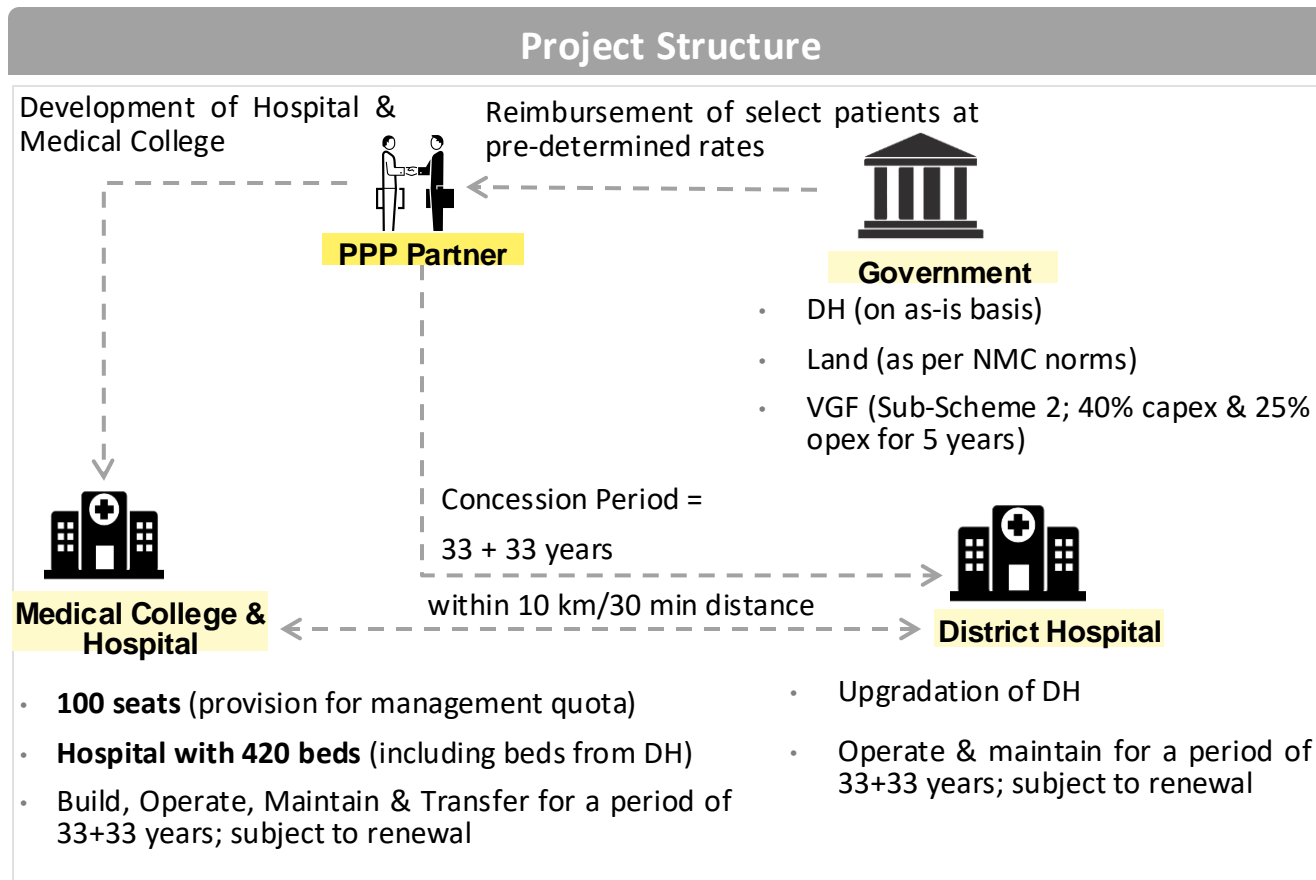 Project Structure
Development of Hospital &
Medical College
Reimbursement of select patients at
pre-determined rates
PPP Partner
Government
• DH (on as-is basis)
• Land (as per NMC norms)
• VGF (Sub-Scheme 2; 40% capex & 25%
opex for 5 years)
Concession Period =
33 + 33 years
within 10 km/30 min distance
Medical College &
Hospital
District Hospital
• 100 seats (provision for management quota)
• Hospital with 420 beds (including beds from DH)
• Build, Operate, Maintain & Transfer for a period of
33+33 years; subject to renewal
• Upgradation of DH
• Operate & maintain for a period of
33+33 years; subject to renewal